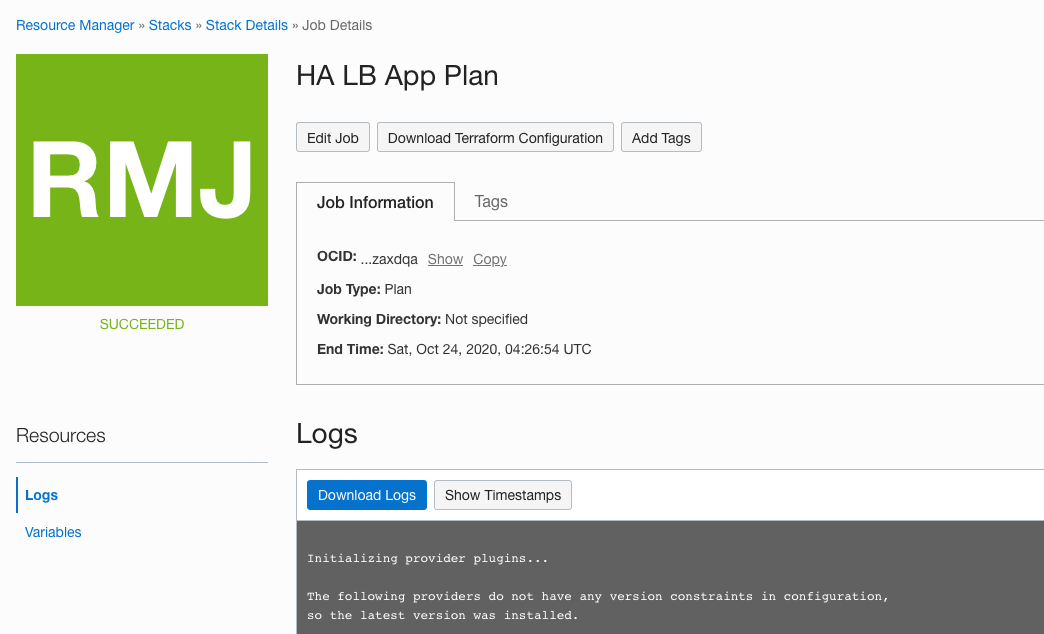 Resource Manager » Stacks » Stack Details » Job Details
RMJ
SUCCEEDED
HA LB App Plan
Edit Job
Download Terraform Configuration
Add Tags
Job Information
Tags
OCID: ...zaxdqa Show Copy
Job Type: Plan
Working Directory: Not specified
End Time: Sat, Oct 24, 2020, 04:26:54 UTC
Resources
Logs
Variables
Logs
Download Logs
Show Timestamps
Initializing provider plugins...
The following providers do not have any version constraints in configuration,
so the latest version was installed.